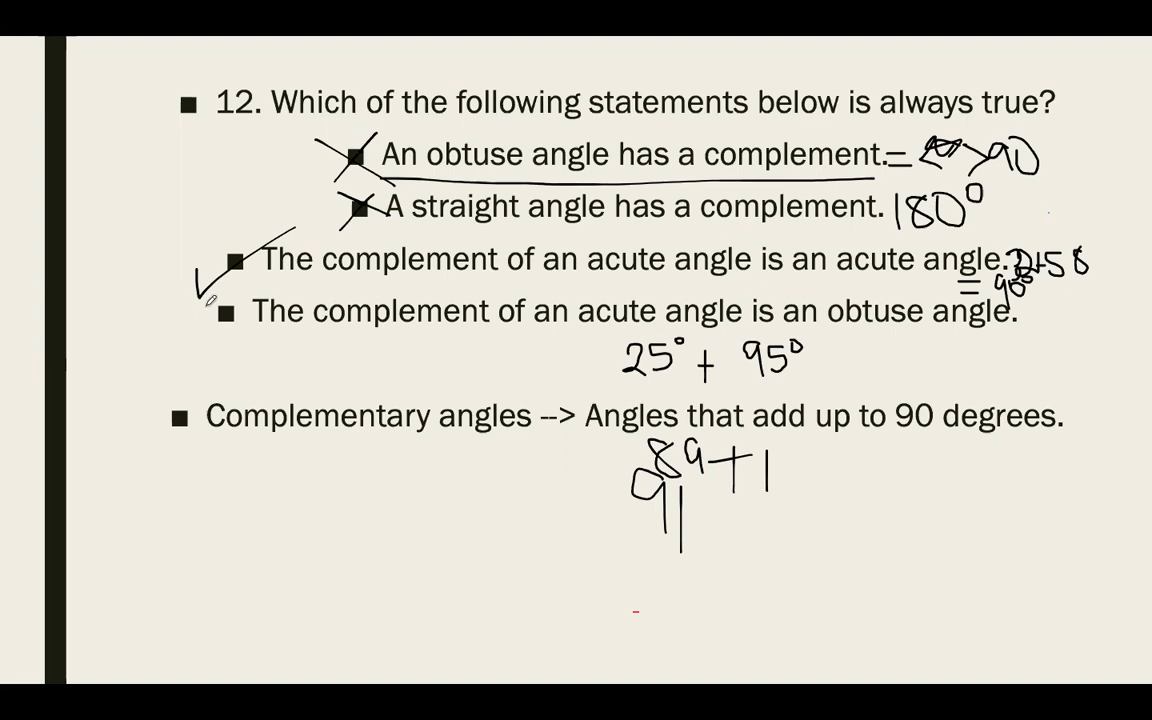 ■ 12. Which of the following statements below is always true?
■ An obtuse angle has a complement. = >90
■ A straight angle has a complement. 180°
■ The complement of an acute angle is an acute angle. +58
= 90°
■ The complement of an acute angle is an obtuse angle.
25° + 95°
■ Complementary angles --> Angles that add up to 90 degrees.
89+1
91